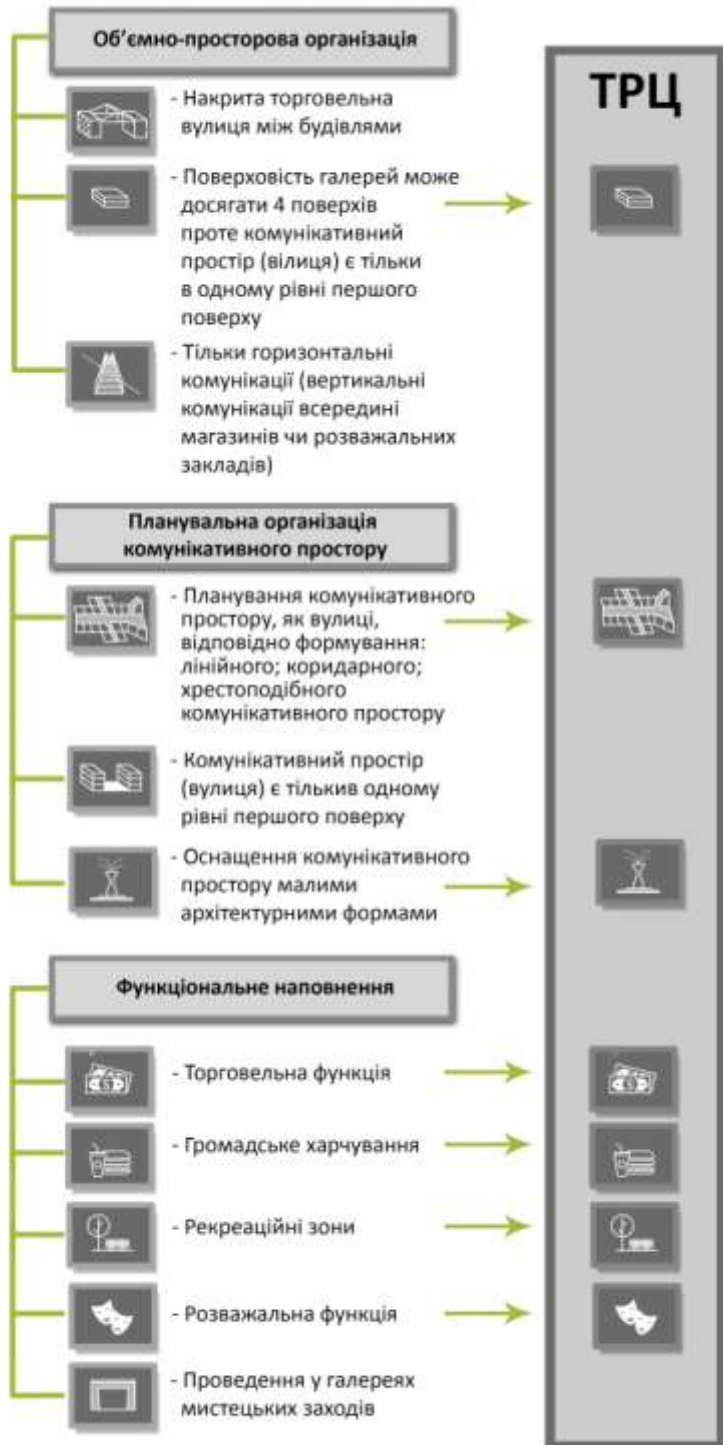 Об’ємно-просторова організація
ТРЦ
- Накрита торговельна
вулиця між будівлями
- Поверховість галерей може
досягати 4 поверхів
проте комунікативний
простір (вілиця) є тільки
в одному рівні першого
поверху
- Тільки горизонтальні
комунікації (вертикальні
комунікації всередині
магазинів чи розважальних
закладів)
Планувальна організація
комунікативного простору
- Планування комунікативного
простору, як вулиці,
відповідно формування:
лінійного; коридарного;
хрестоподібного
комунікативного простору
- Комунікативний простір
(вулиця) є тількив одному
рівні першого поверху
- Оснащення комунікативного
простору малими
архітектурними формами
Функціональне наповнення
- Торговельна функція
- Громадське харчування
- Рекреаційні зони
- Розважальна функція
- Проведення у галереях
мистецьких заходів